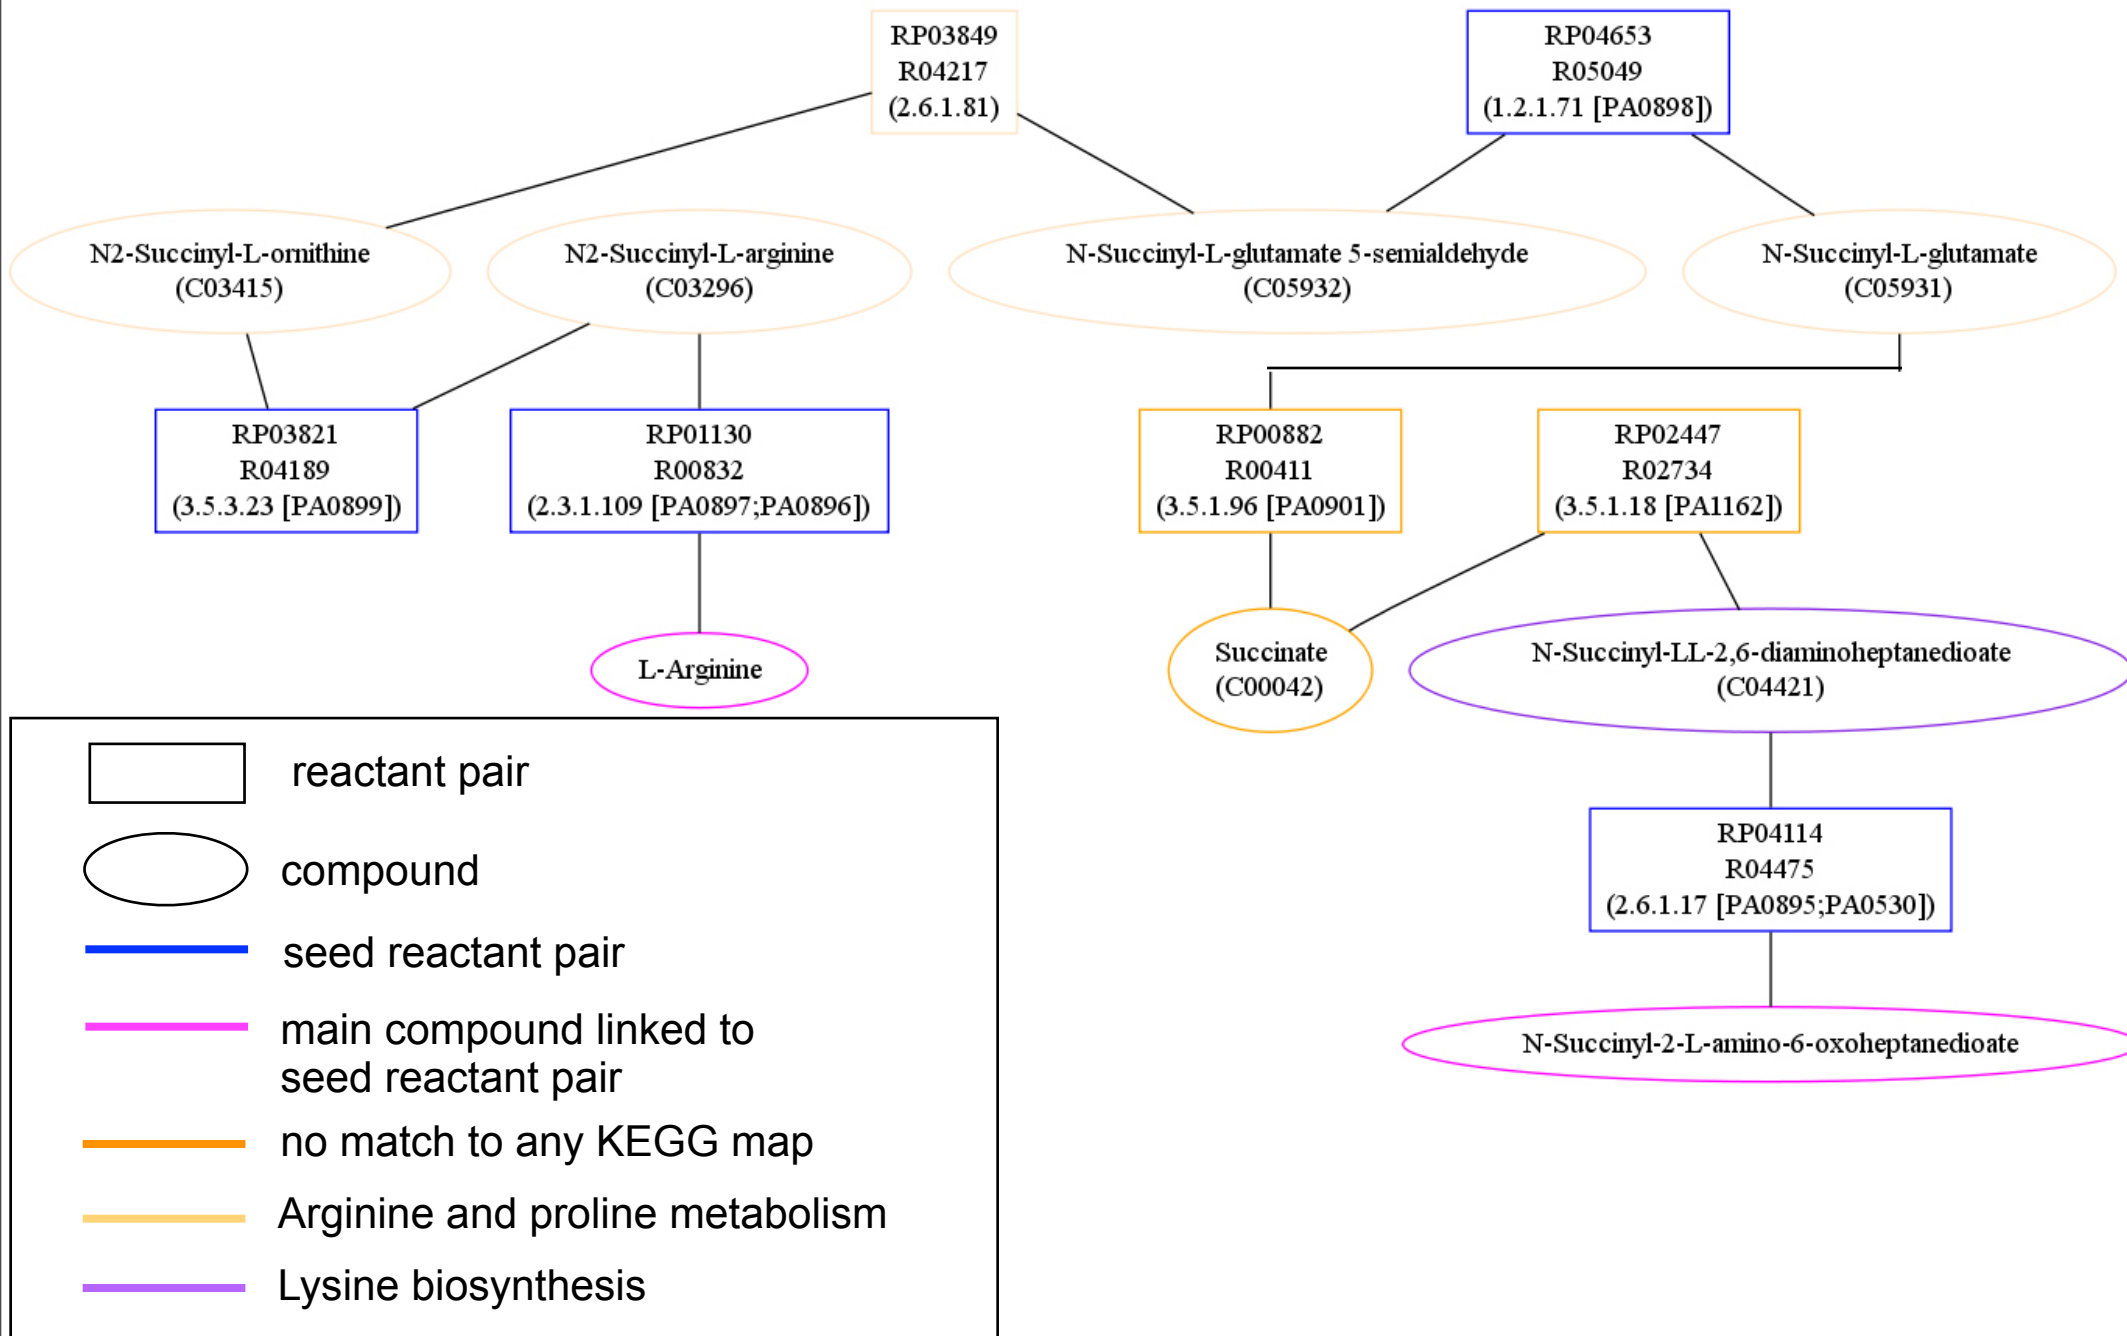 RP03849
R04217
(2.6.1.81)
RP04653
R05049
(1.2.1.71 [PA0898])
N2-Succinyl-L-ornithine
(C03415)
N2-Succinyl-L-arginine
(C03296)
N-Succinyl-L-glutamate 5-semialdehyde
(C05932)
N-Succinyl-L-glutamate
(C05931)
RP03821
R04189
(3.5.3.23 [PA0899])
RP01130
R00832
(2.3.1.109 [PA0897;PA0896])
RP00882
R00411
(3.5.1.96 [PA0901])
RP02447
R02734
(3.5.1.18 [PA1162])
L-Arginine
Succinate
(C00042)
N-Succinyl-LL-2,6-diaminoheptanedioate
(C04421)
RP04114
R04475
(2.6.1.17 [PA0895;PA0530])
N-Succinyl-2-L-amino-6-oxoheptanedioate
reactant pair
compound
seed reactant pair
main compound linked to
seed reactant pair
no match to any KEGG map
Arginine and proline metabolism
Lysine biosynthesis